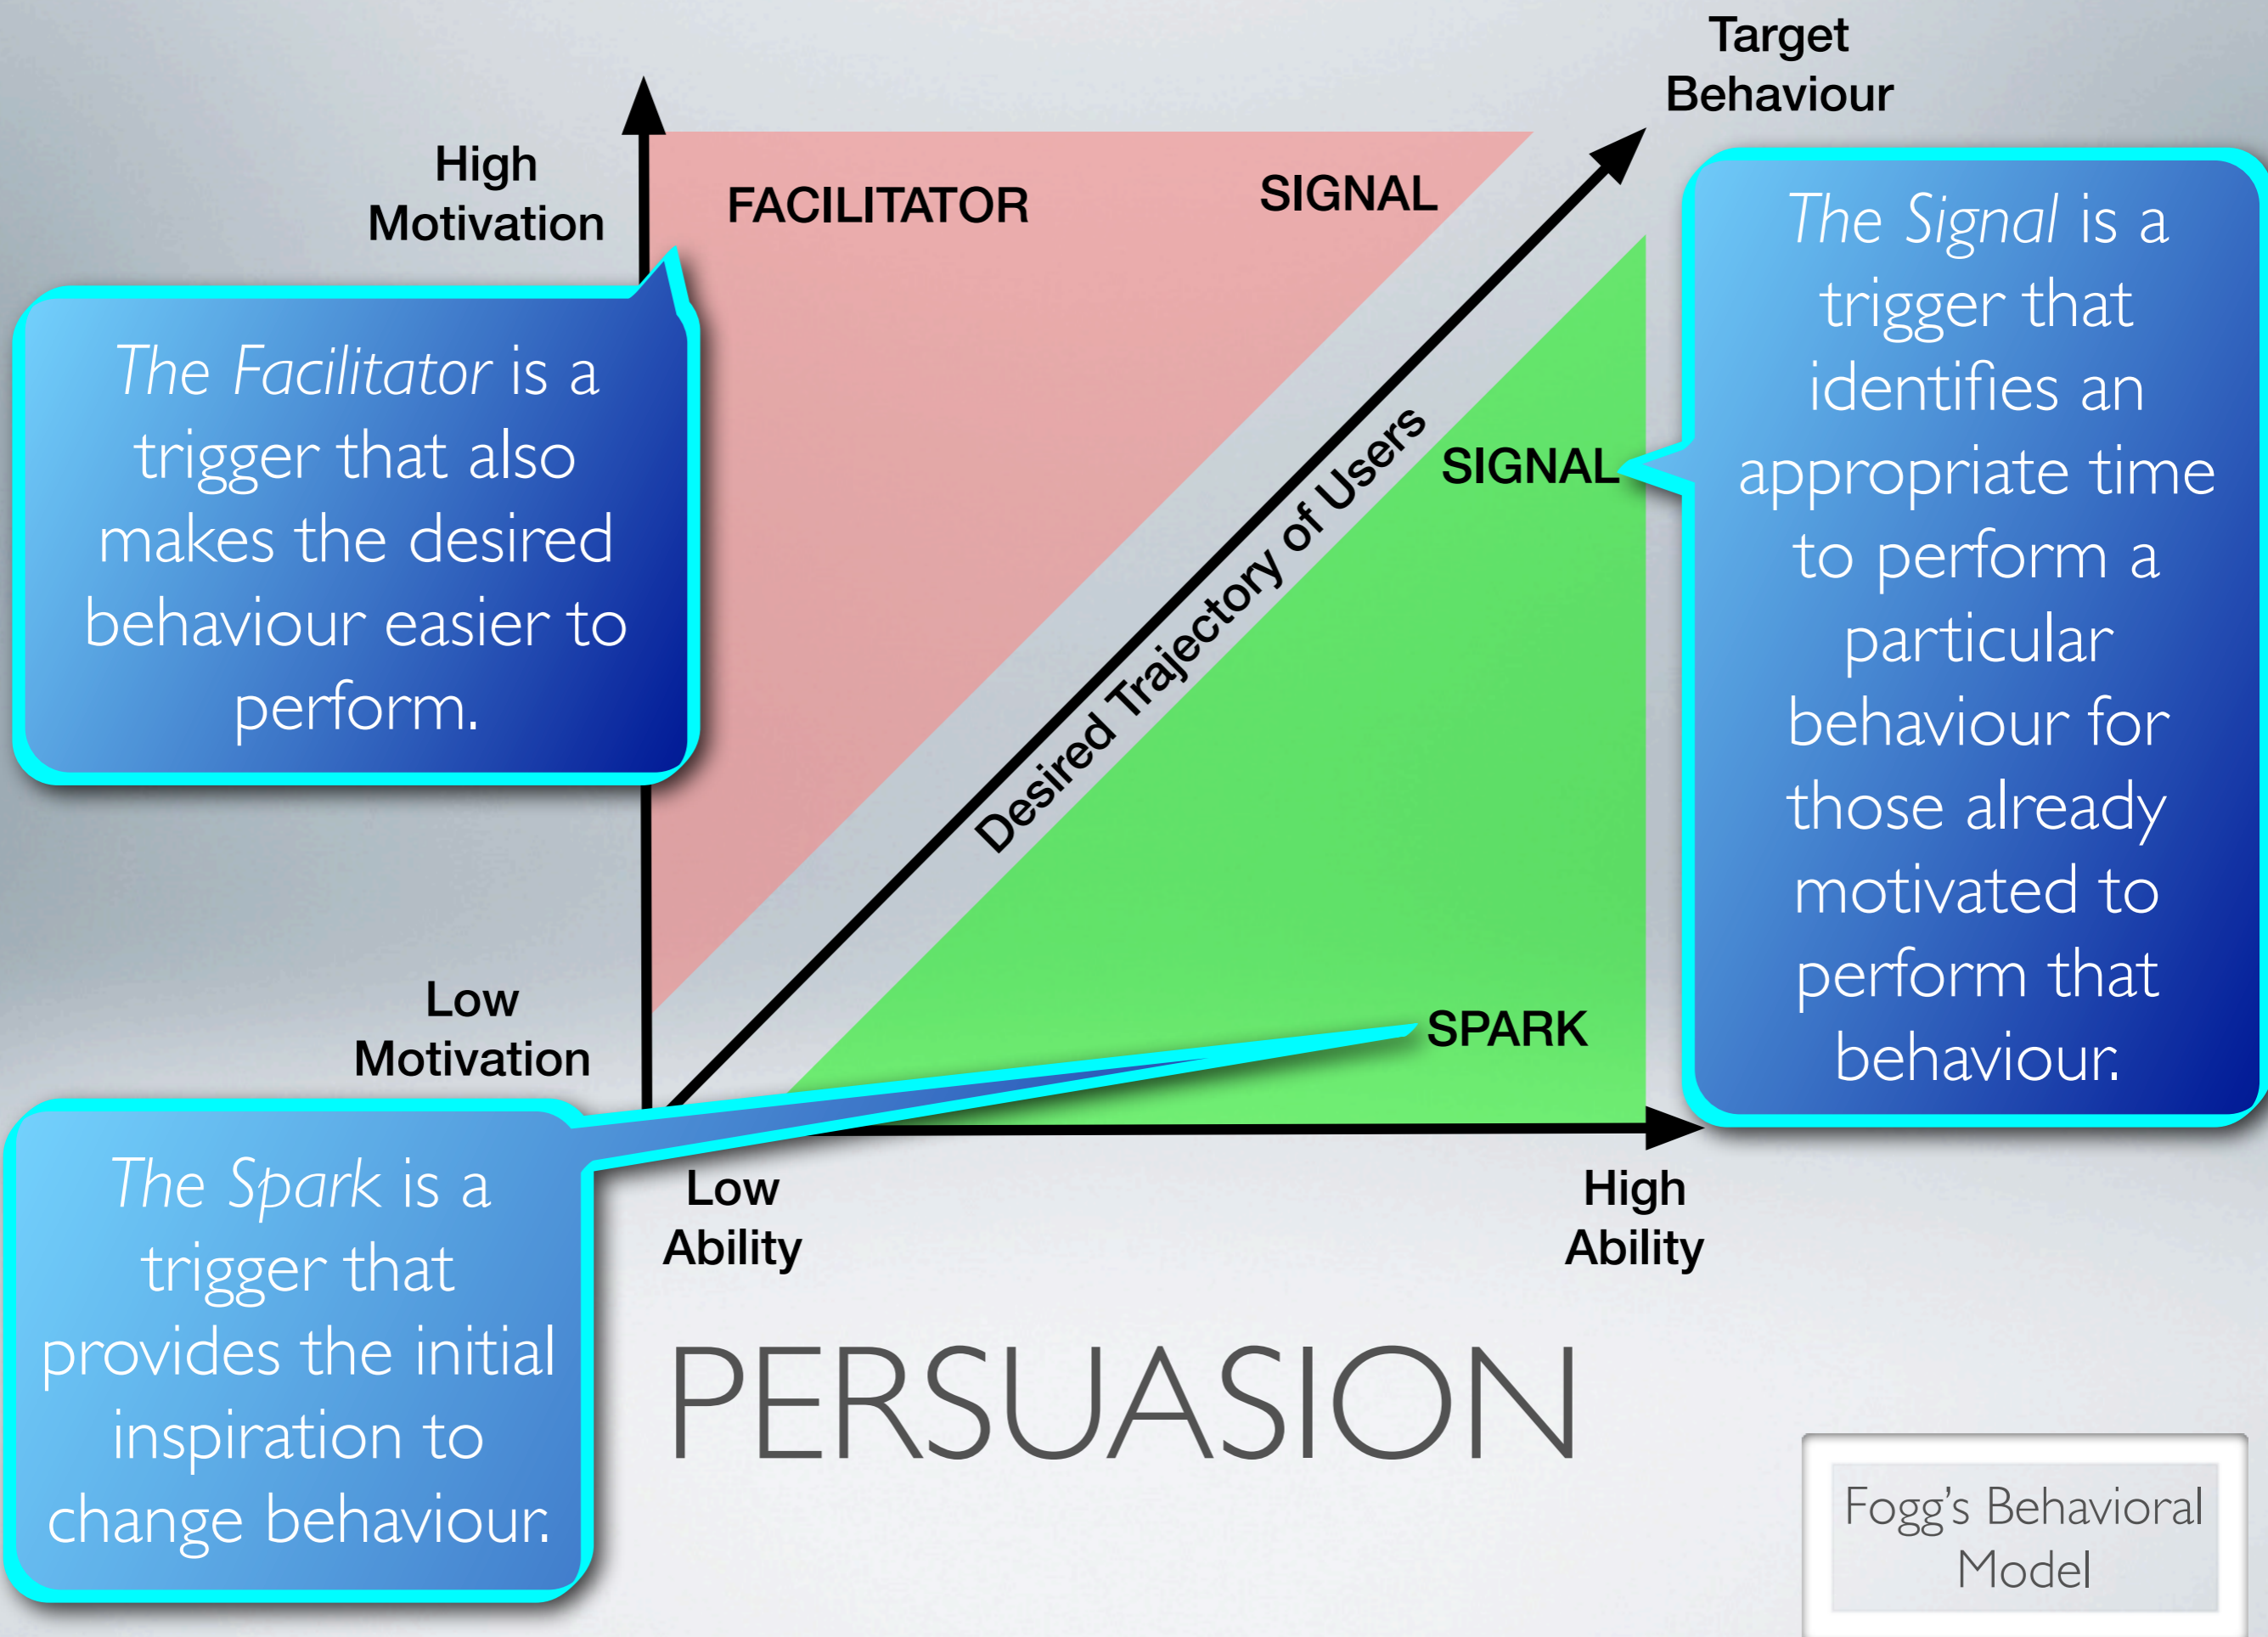 Target
Behaviour
High
Motivation
FACILITATOR
SIGNAL
The Facilitator is a
trigger that also
makes the desired
behaviour easier to
perform.
Desired Trajectory of Users
SIGNAL
The Signal is a
trigger that
identifies an
appropriate time
to perform a
particular
behaviour for
those already
motivated to
perform that
behaviour.
Low
Motivation
SPARK
The Spark is a
trigger that
provides the initial
inspiration to
change behaviour.
Low
Ability
High
Ability
PERSUASION
Fogg's Behavioral
Model